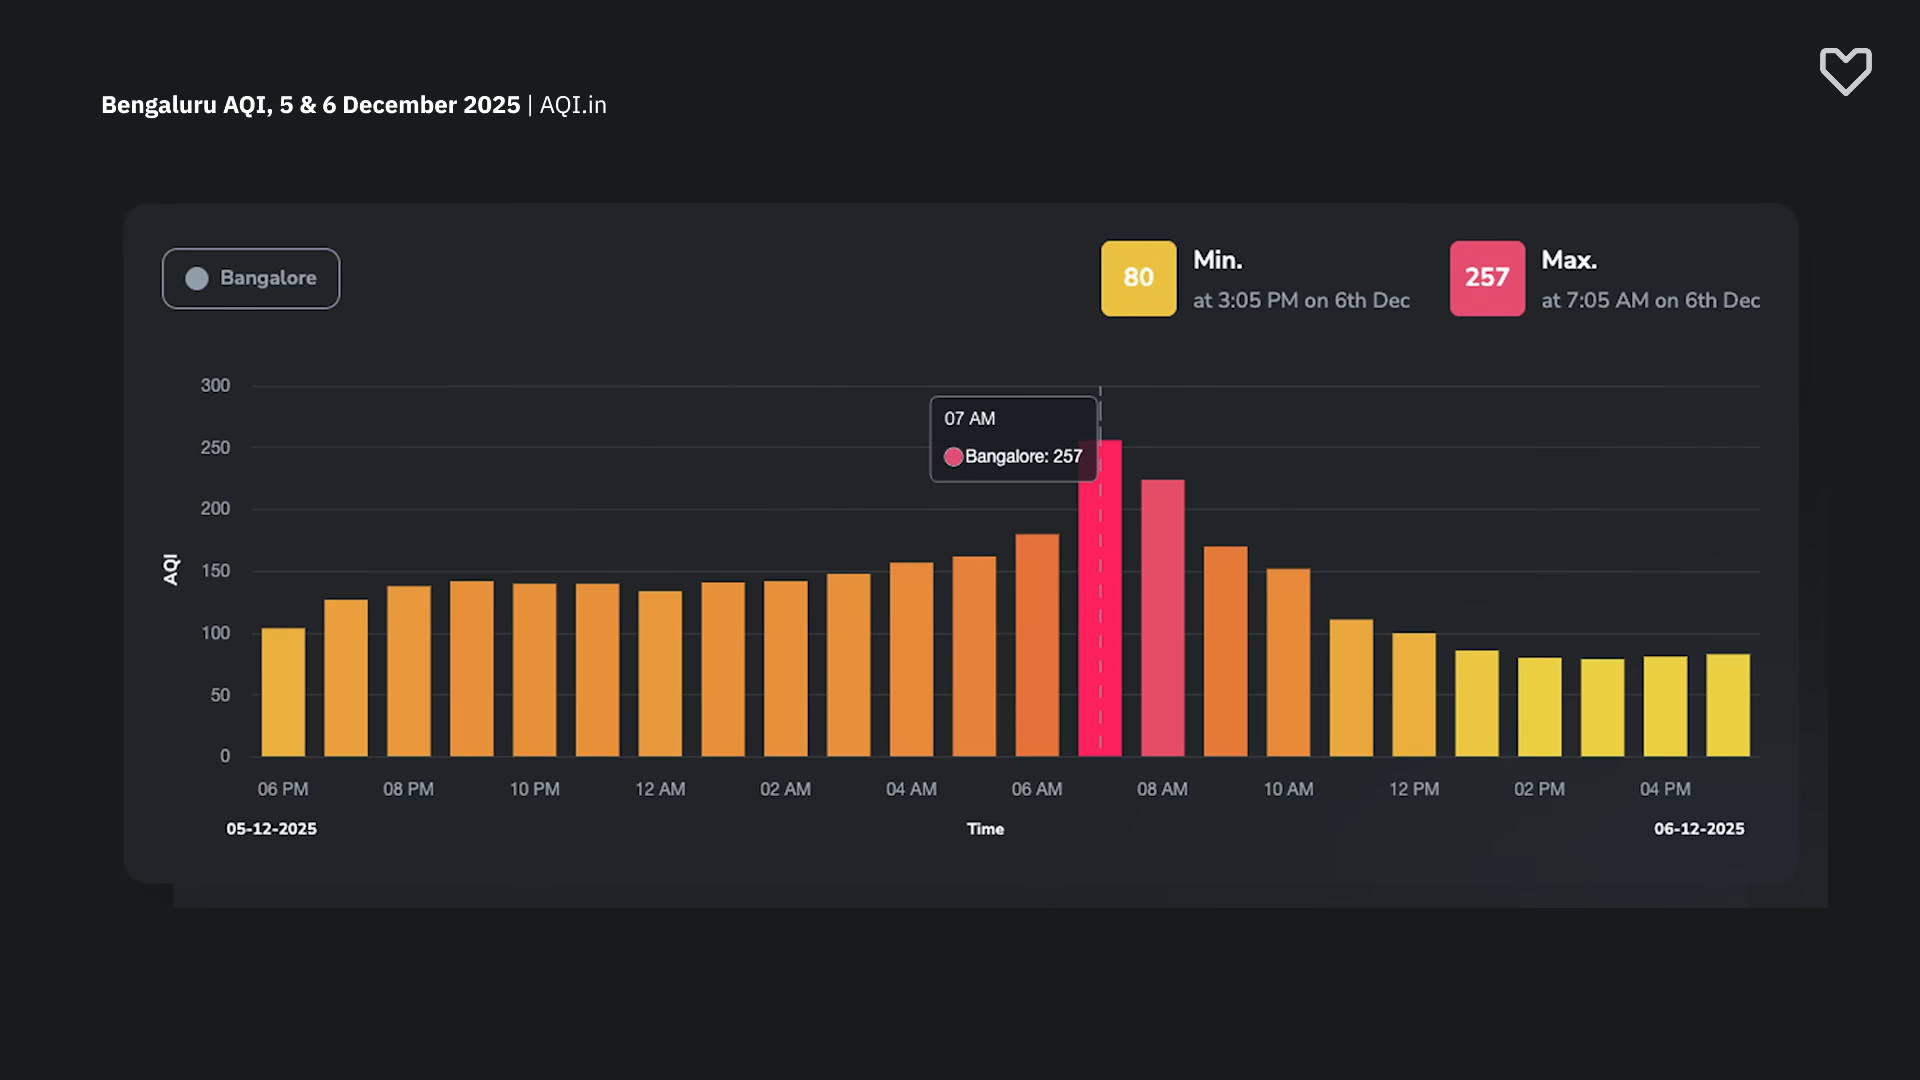 Bengaluru AQI, 5 & 6 December 2025 | AQI.in
Bangalore
80
Min.
at 3:05 PM on 6th Dec
257
Max.
at 7:05 AM on 6th Dec
300
250
200
150
100
50
0
AQI
07 AM
Bangalore: 257
06 PM 08 PM 10 PM 12 AM 02 AM 04 AM 06 AM 08 AM 10 AM 12 PM 02 PM 04 PM
05-12-2025 Time 06-12-2025